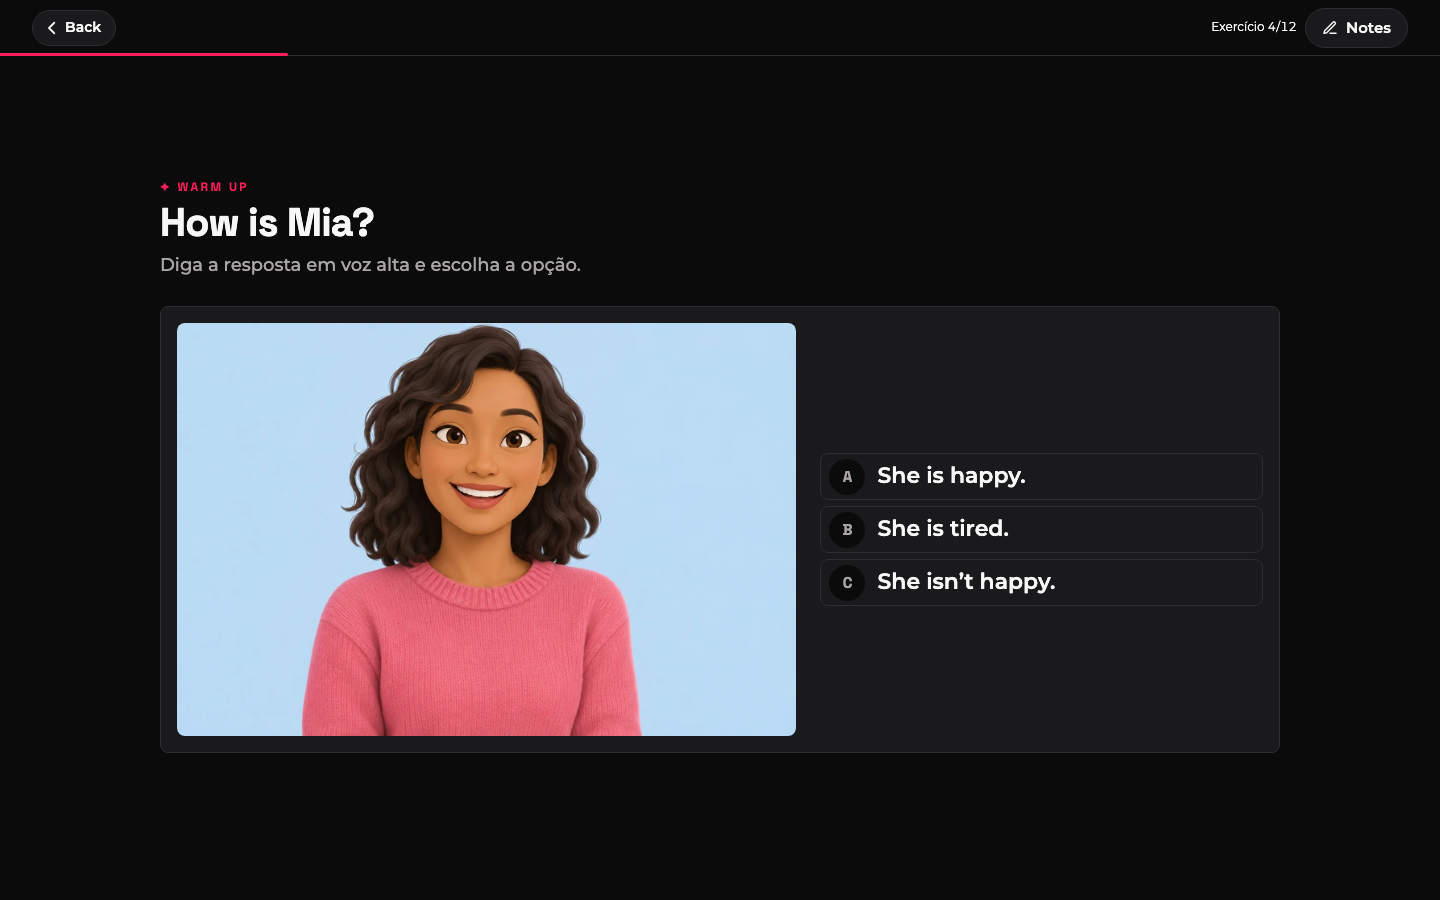 Back
Exercício 4/12
Notes
WARM UP
How is Mia?
Diga a resposta em voz alta e escolha a opção.
A She is happy.
B She is tired.
C She isn’t happy.